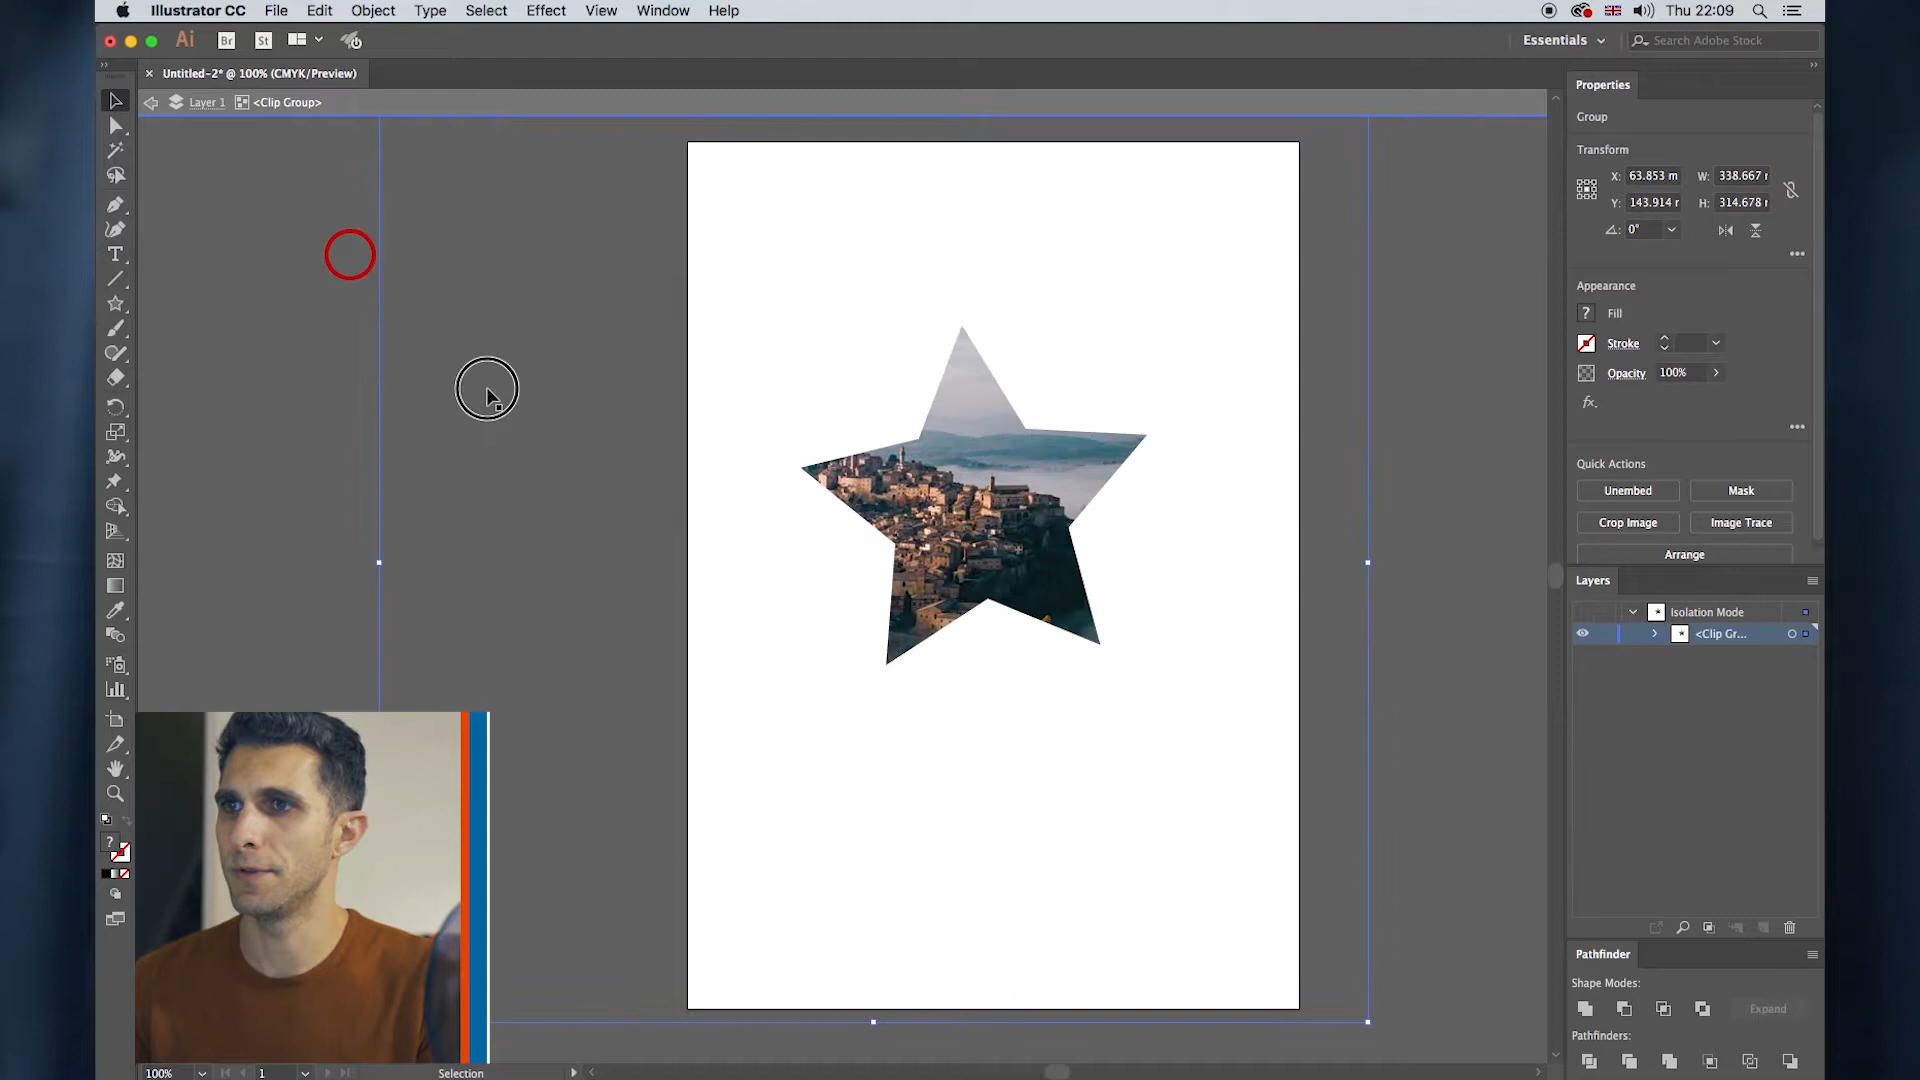 Illustrator CC File Edit Object Type Select Effect View Window Help Thu 22:09
Ai Br St Essentials Search Adobe Stock
Untitled-2* @ 100% (CMYK/Preview)
Layer 1 <Clip Group>
Properties
Group
Transform
X: 63.853 m W: 338.667 r
Y: 143.914 r H: 314.678 r
0°
Appearance
? Fill
Stroke
Opacity 100%
fx.
Quick Actions
Unembed Mask
Crop Image Image Trace
Arrange
Layers
Isolation Mode
<Clip Gr...
Pathfinder
Shape Modes:
Expand
Pathfinders:
T
?
100% 1 Selection